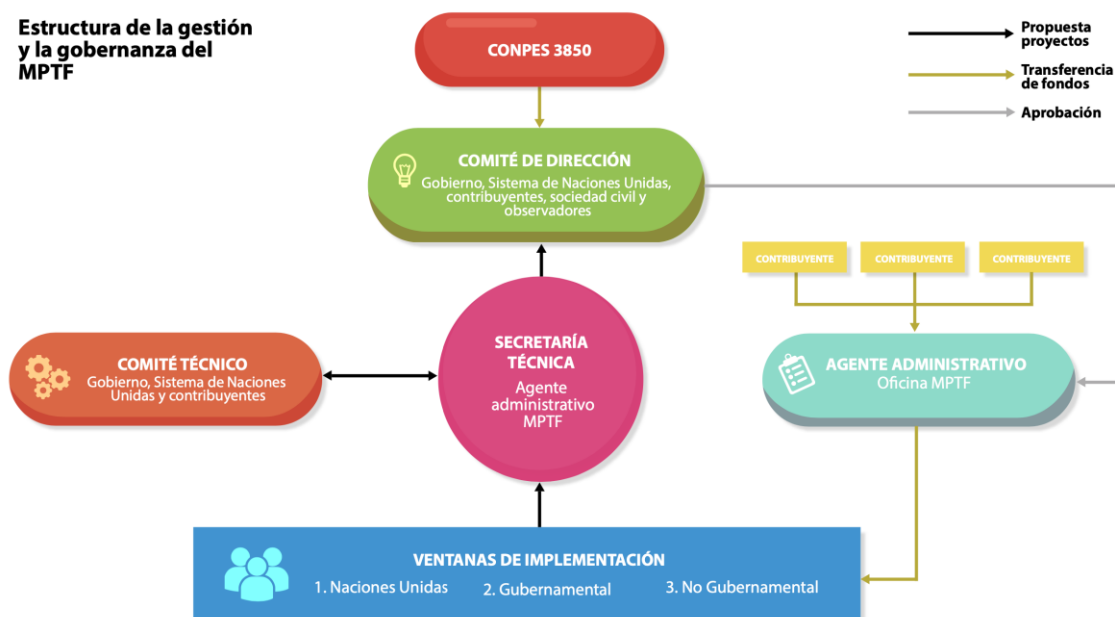 Estructura de la gestión
y la gobernanza del
MPTF
CONPES 3850
Propuesta
proyectos
Transferencia
de fondos
Aprobación
COMITÉ DE DIRECCIÓN
Gobierno, Sistema de Naciones Unidas,
contribuyentes, sociedad civil y
observadores
CONTRIBUYENTE
CONTRIBUYENTE
CONTRIBUYENTE
COMITÉ TÉCNICO
Gobierno, Sistema de Naciones
Unidas y contribuyentes
SECRETARÍA
TÉCNICA
Agente
administrativo
MPTF
AGENTE ADMINISTRATIVO
Oficina MPTF
VENTANAS DE IMPLEMENTACIÓN
1. Naciones Unidas
2. Gubernamental
3. No Gubernamental